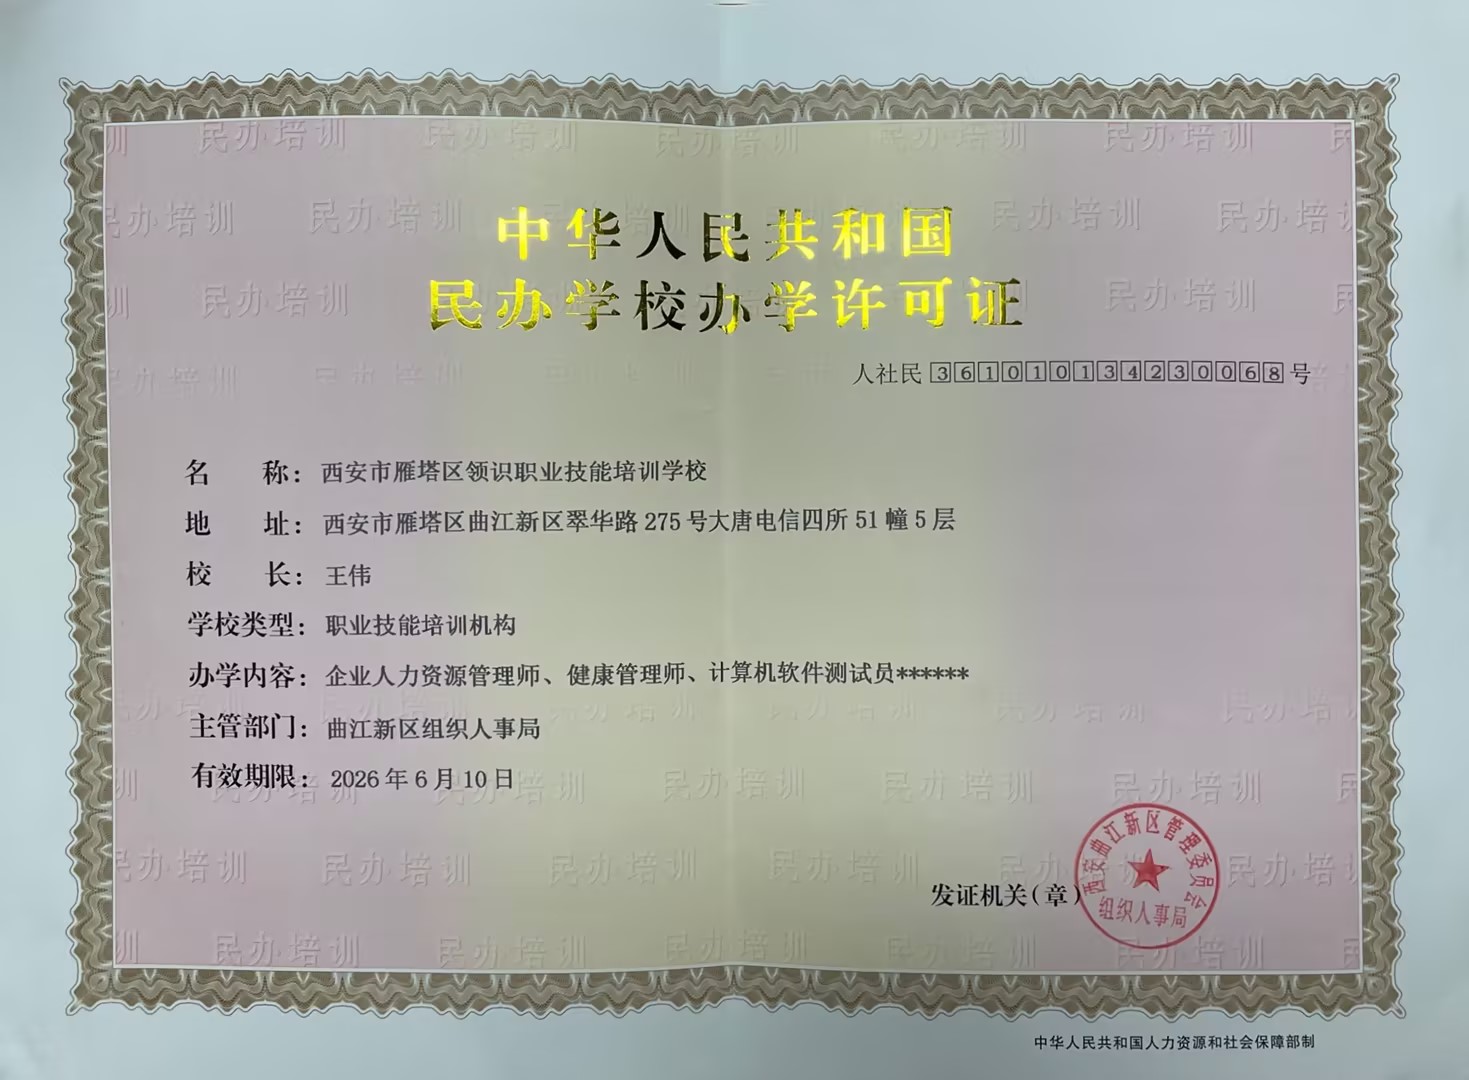 中华人民共和国
民办学校办学许可证
人社民361010134230068号
名称：西安市雁塔区领识职业技能培训学校
地址：西安市雁塔区曲江新区翠华路275号大唐电信四所51幢5层
校长：王伟
学校类型：职业技能培训机构
办学内容：企业人力资源管理师、健康管理师、计算机软件测试员******
主管部门：曲江新区组织人事局
有效期限：2026年6月10日
发证机关（章）
西安曲江新区管理委员会
组织人事局
中华人民共和国人力资源和社会保障部制
民办培训